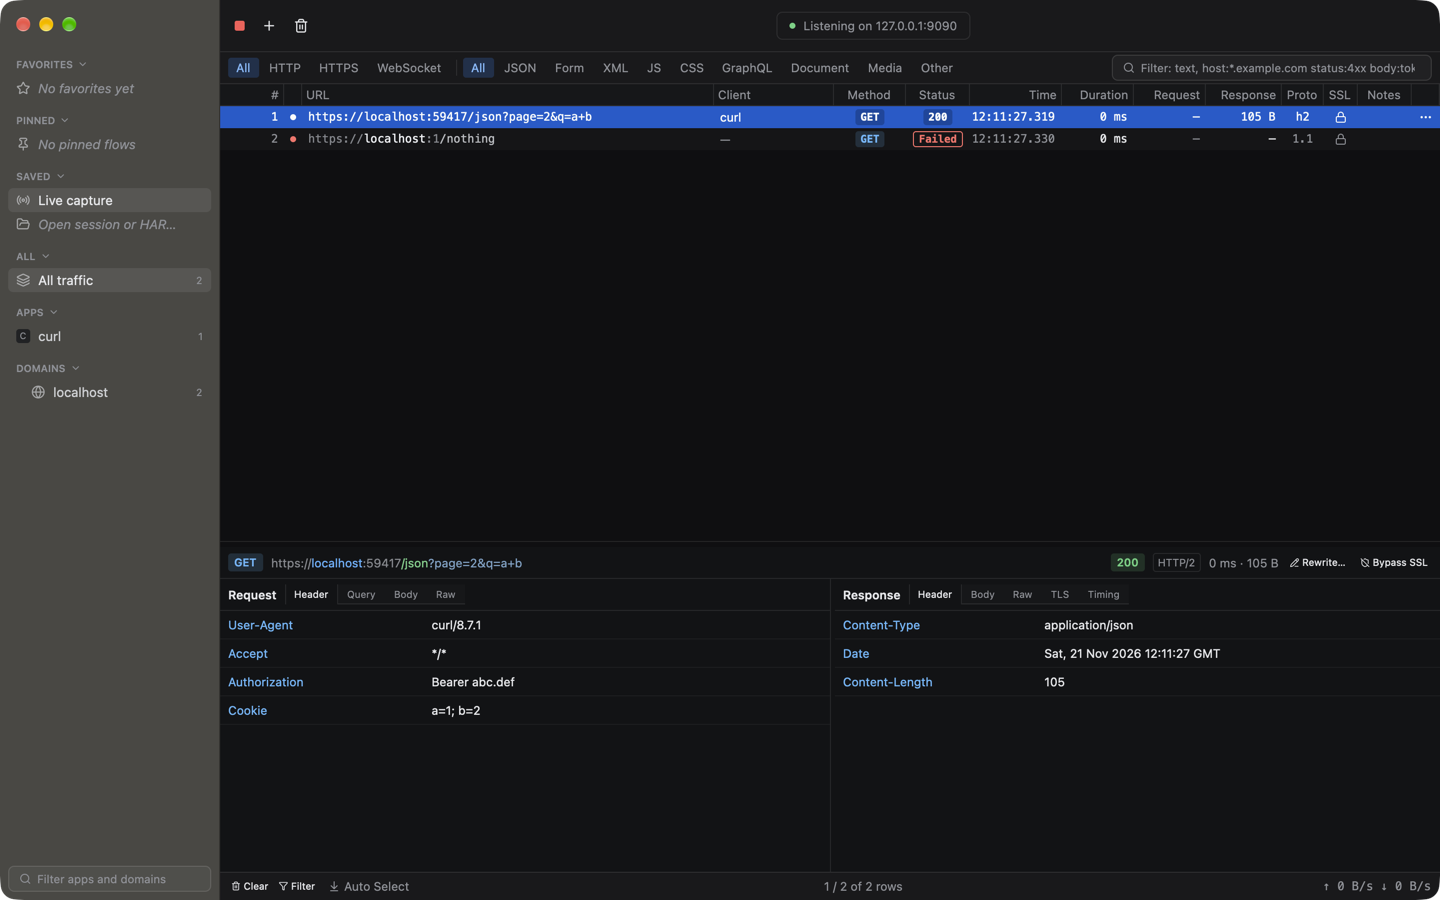 Listening on 127.0.0.1:9090
FAVORITES
No favorites yet
PINNED
No pinned flows
SAVED
Live capture
Open session or HAR...
ALL
All traffic 2
APPS
C curl 1
DOMAINS
localhost 2
Filter apps and domains
All HTTP HTTPS WebSocket All JSON Form XML JS CSS GraphQL Document Media Other Filter: text, host:*.example.com status:4xx body:tok
# URL Client Method Status Time Duration Request Response Proto SSL Notes
1 https://localhost:59417/json?page=2&q=a+b curl GET 200 12:11:27.319 0 ms — 105 B h2 ...
2 https://localhost:1/nothing — GET Failed 12:11:27.330 0 ms — — 1.1
GET https://localhost:59417/json?page=2&q=a+b 200 HTTP/2 0 ms · 105 B Rewrite... Bypass SSL
Request Header Query Body Raw
User-Agent curl/8.7.1
Accept */*
Authorization Bearer abc.def
Cookie a=1; b=2
Response Header Body Raw TLS Timing
Content-Type application/json
Date Sat, 21 Nov 2026 12:11:27 GMT
Content-Length 105
Clear Filter Auto Select 1 / 2 of 2 rows ↑ 0 B/s ↓ 0 B/s